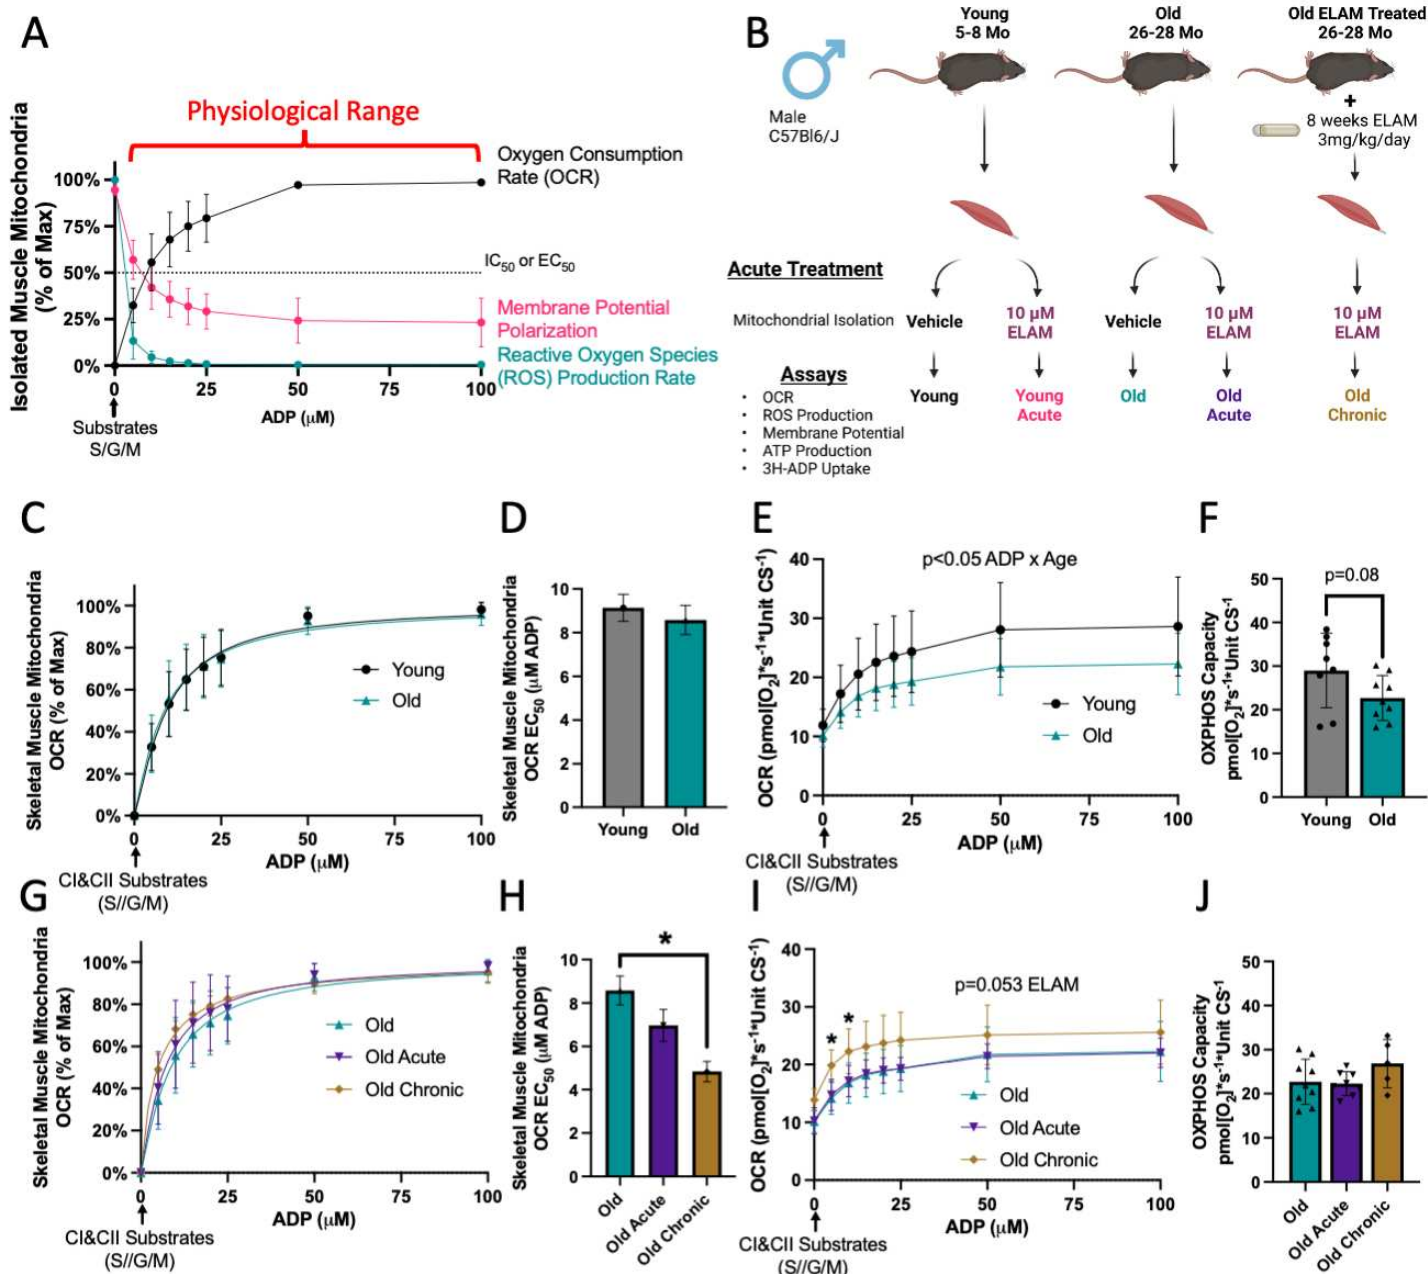 A
Physiological Range
Oxygen Consumption
Rate (OCR)
Isolated Muscle Mitochondria
(% of Max)
100%
75%
50%
25%
0%
IC50 or EC50
Membrane Potential
Polarization
Reactive Oxygen Species
(ROS) Production Rate
0
25
50
75
100
ADP (μM)
Substrates
S/G/M
B
Male
C57Bl6/J
Young
5-8 Mo
Old
26-28 Mo
Old ELAM Treated
26-28 Mo
+
8 weeks ELAM
3mg/kg/day
Acute Treatment
Mitochondrial Isolation
Vehicle
10 μM
ELAM
Vehicle
10 μM
ELAM
10 μM
ELAM
Assays
• OCR
• ROS Production
• Membrane Potential
• ATP Production
• 3H-ADP Uptake
Young
Young
Acute
Old
Old
Acute
Old
Chronic
C
Skeletal Muscle Mitochondria
OCR (% of Max)
100%
80%
60%
40%
20%
0%
Young
Old
0
25
50
75
100
ADP (μM)
CI&CII Substrates
(S//G/M)
D
Skeletal Muscle Mitochondria
OCR EC50 (μM ADP)
10
8
6
4
2
0
Young
Old
E
OCR (pmol[O2]*s-1*Unit CS-1)
40
30
20
10
0
p<0.05 ADP x Age
Young
Old
0
25
50
75
100
ADP (μM)
CI&CII Substrates
(S//G/M)
F
OXPHOS Capacity
pmol[O2]*s-1*Unit CS-1
50
40
30
20
10
0
p=0.08
Young
Old
G
Skeletal Muscle Mitochondria
OCR (% of Max)
100%
80%
60%
40%
20%
0%
Old
Old Acute
Old Chronic
0
25
50
75
100
ADP (μM)
CI&CII Substrates
(S//G/M)
H
Skeletal Muscle Mitochondria
OCR EC50 (μM ADP)
10
8
6
4
2
0
*
Old
Old Acute
Old Chronic
I
OCR (pmol[O2]*s-1*Unit CS-1)
40
30
20
10
0
p=0.053 ELAM
*
*
Old
Old Acute
Old Chronic
0
25
50
75
100
ADP (μM)
CI&CII Substrates
(S//G/M)
J
OXPHOS Capacity
pmol[O2]*s-1*Unit CS-1
50
40
30
20
10
0
Old
Old Acute
Old Chronic